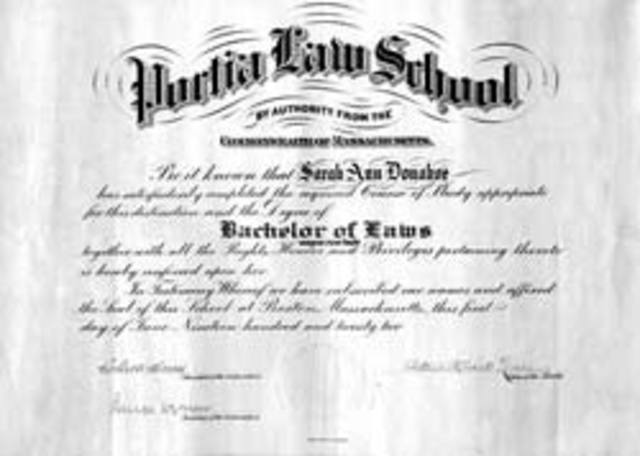 Portia Law School
BY AUTHORITY FROM THE
COMMONWEALTH OF MASSACHUSETTS.
Be it known that Sarah Ann Donahoe
has satisfactorily completed the required Course of Study appropriate
for this distinction and the Degree of
Bachelor of Laws
together with all the Rights Honors and Privileges pertaining thereto
is hereby conferred upon her.
In Testimony Whereof we have subscribed our names and affixed
the Seal of this School at Boston, Massachusetts, this first
day of June Nineteen hundred and twenty two